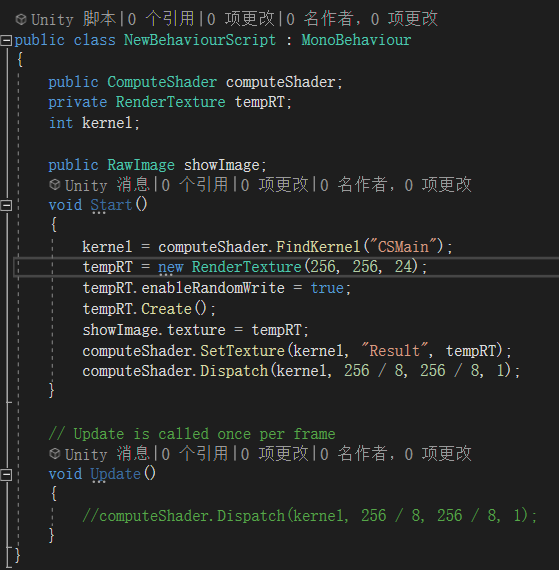 Unity 脚本|0 个引用|0 项更改|0 名作者，0 项更改
public class NewBehaviourScript : MonoBehaviour
{
public ComputeShader computeShader;
private RenderTexture tempRT;
int kernel;
public RawImage showImage;
Unity 消息|0 个引用|0 项更改|0 名作者，0 项更改
void Start()
{
kernel = computeShader.FindKernel("CSMain");
tempRT = new RenderTexture(256, 256, 24);
tempRT.enableRandomWrite = true;
tempRT.Create();
showImage.texture = tempRT;
computeShader.SetTexture(kernel, "Result", tempRT);
computeShader.Dispatch(kernel, 256 / 8, 256 / 8, 1);
}
// Update is called once per frame
Unity 消息|0 个引用|0 项更改|0 名作者，0 项更改
void Update()
{
//computeShader.Dispatch(kernel, 256 / 8, 256 / 8, 1);
}
}